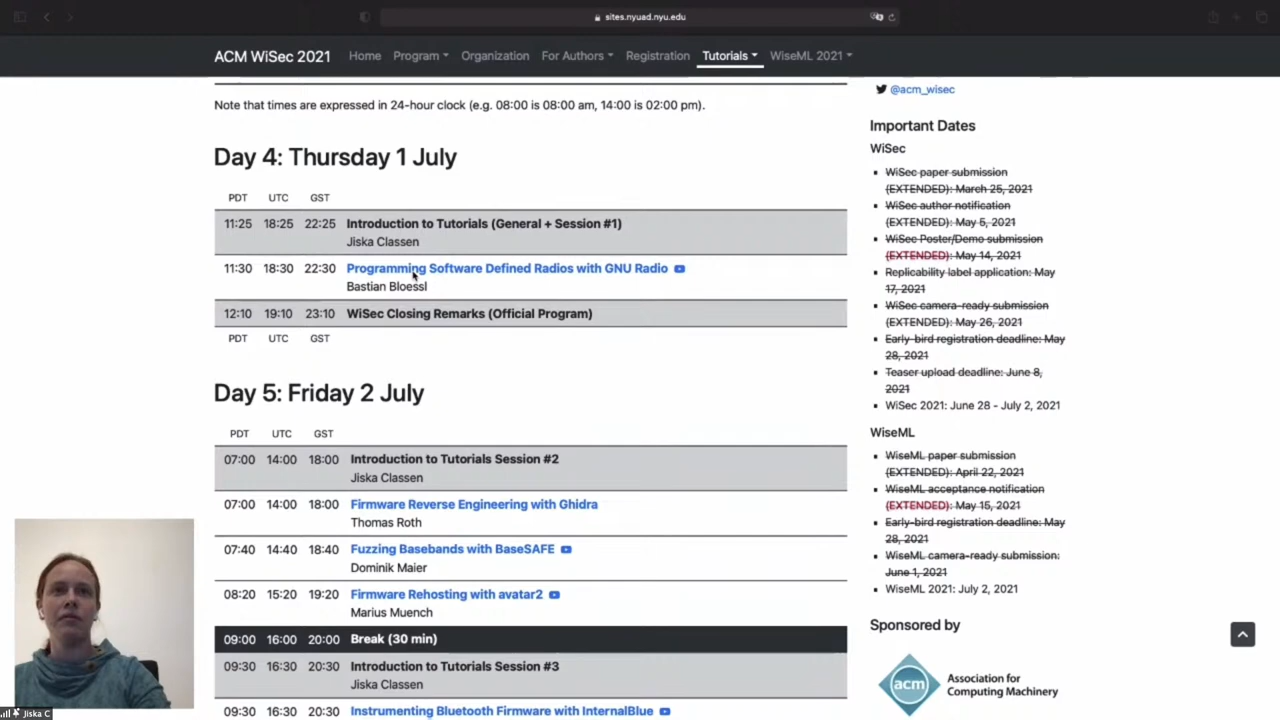 sites.nyuad.nyu.edu
ACM WiSec 2021 Home Program Organization For Authors Registration Tutorials WiseML 2021
Note that times are expressed in 24-hour clock (e.g. 08:00 is 08:00 am, 14:00 is 02:00 pm).
Day 4: Thursday 1 July
PDT UTC GST
11:25 18:25 22:25 Introduction to Tutorials (General + Session #1)
Jiska Classen
11:30 18:30 22:30 Programming Software Defined Radios with GNU Radio
Bastian Bloessl
12:10 19:10 23:10 WiSec Closing Remarks (Official Program)
PDT UTC GST
Day 5: Friday 2 July
PDT UTC GST
07:00 14:00 18:00 Introduction to Tutorials Session #2
Jiska Classen
07:00 14:00 18:00 Firmware Reverse Engineering with Ghidra
Thomas Roth
07:40 14:40 18:40 Fuzzing Basebands with BaseSAFE
Dominik Maier
08:20 15:20 19:20 Firmware Rehosting with avatar2
Marius Muench
09:00 16:00 20:00 Break (30 min)
09:30 16:30 20:30 Introduction to Tutorials Session #3
Jiska Classen
09:30 16:30 20:30 Instrumenting Bluetooth Firmware with InternalBlue
@acm_wisec
Important Dates
WiSec
WiSec paper submission
(EXTENDED): March 25, 2021
WiSec author notification
(EXTENDED): May 5, 2021
WiSec Poster/Demo submission
(EXTENDED): May 14, 2021
Replicability label application: May
17, 2021
WiSec camera-ready submission
(EXTENDED): May 26, 2021
Early-bird registration deadline: May
28, 2021
Teaser upload deadline: June 8,
2021
WiSec 2021: June 28 - July 2, 2021
WiseML
WiseML paper submission
(EXTENDED): April 22, 2021
WiseML acceptance notification
(EXTENDED): May 15, 2021
Early-bird registration deadline: May
28, 2021
WiseML camera-ready submission:
June 1, 2021
WiseML 2021: July 2, 2021
Sponsored by
acm
Association for
Computing Machinery
Jiska C